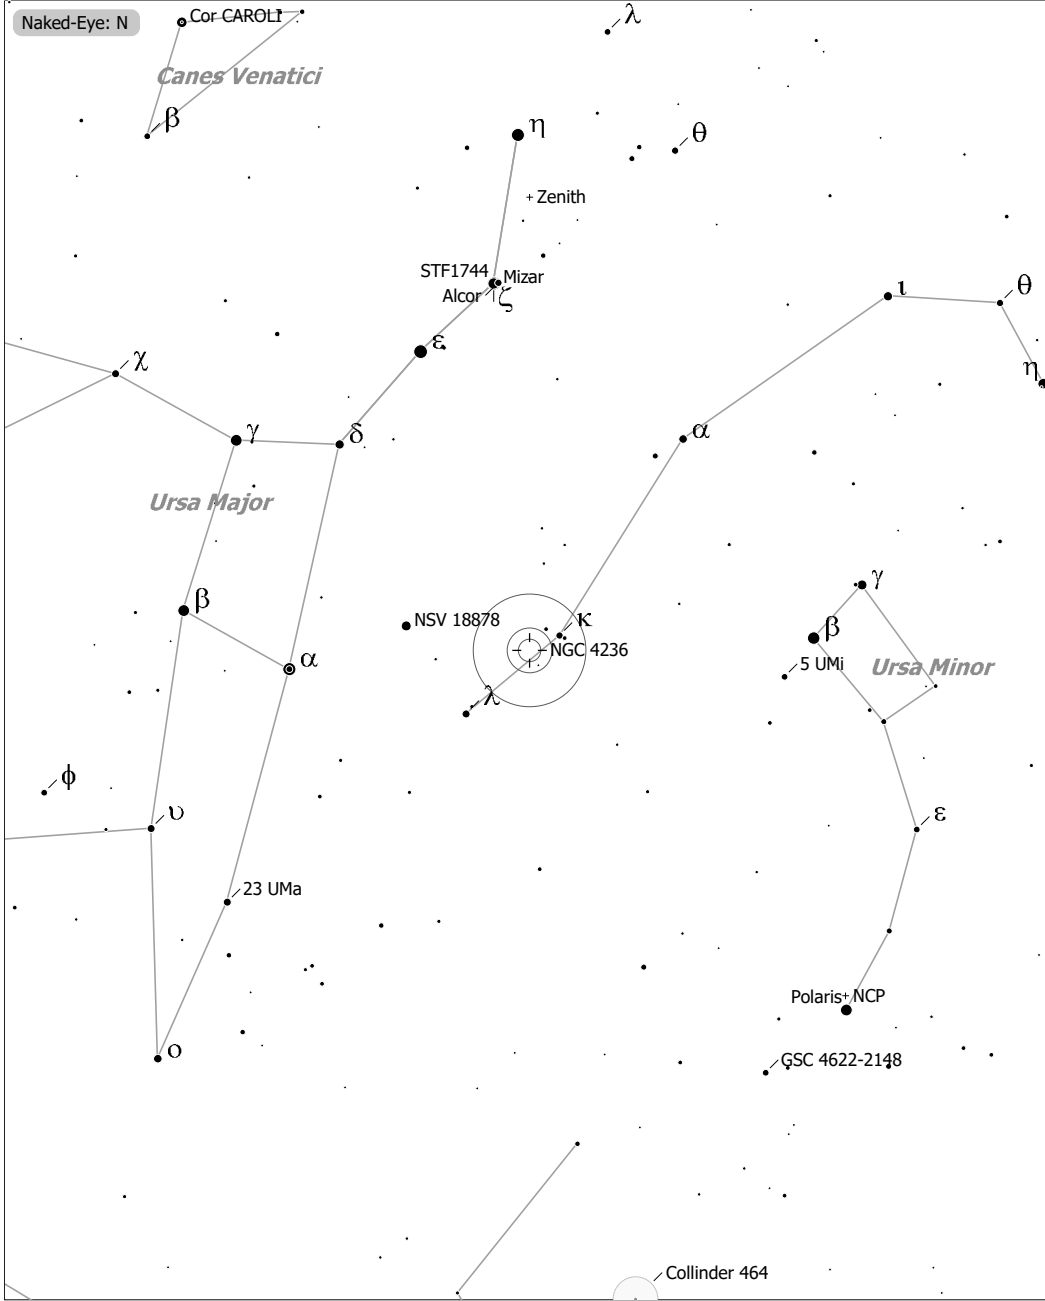 Naked-Eye: N
Cor CAROLI
λ
Canes Venatici
β
η
θ
Zenith
STF1744
Mizar
Alcor
ζ
ι
θ
ε
χ
η
γ
δ
α
Ursa Major
γ
β
κ
NSV 18878
β
NGC 4236
α
5 UMi
Ursa Minor
λ
φ
υ
ε
23 UMa
Polaris
NCP
ο
GSC 4622-2148
Collinder 464